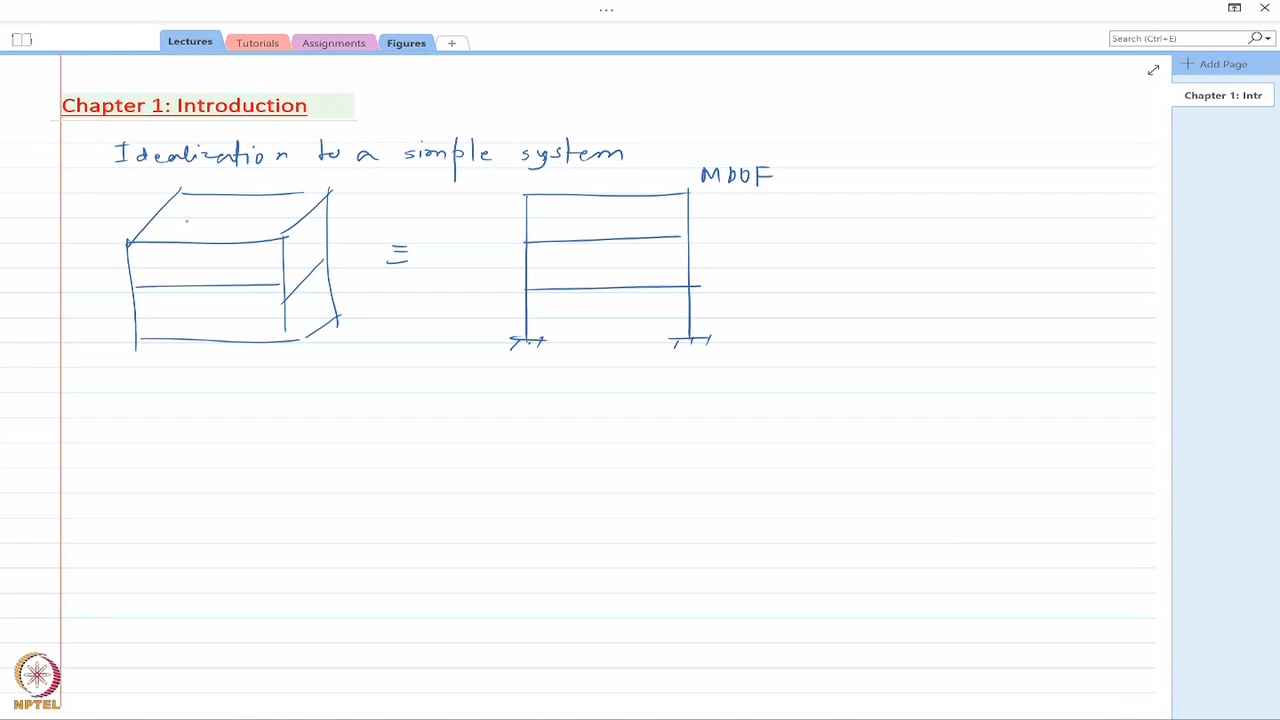 Lectures Tutorials Assignments Figures
Search (Ctrl+E)
Add Page
Chapter 1: Intr
Chapter 1: Introduction
Idealization to a simple system
MDOF
≡
NPTEL